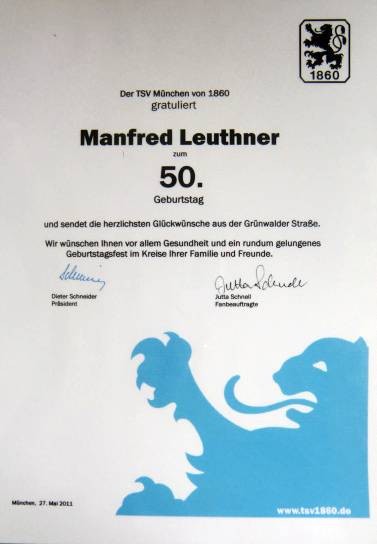 1860
Der TSV München von 1860
gratuliert
Manfred Leuthner
zum
50.
Geburtstag
und sendet die herzlichsten Glückwünsche aus der Grünwalder Straße.
Wir wünschen Ihnen vor allem Gesundheit und ein rundum gelungenes
Geburtstagsfest im Kreise Ihrer Familie und Freunde.
Jutta Schnell
Dieter Schneider
Präsident
Jutta Schnell
Fanbeauftragte
München, 27. Mai 2011
www.tsv1860.de